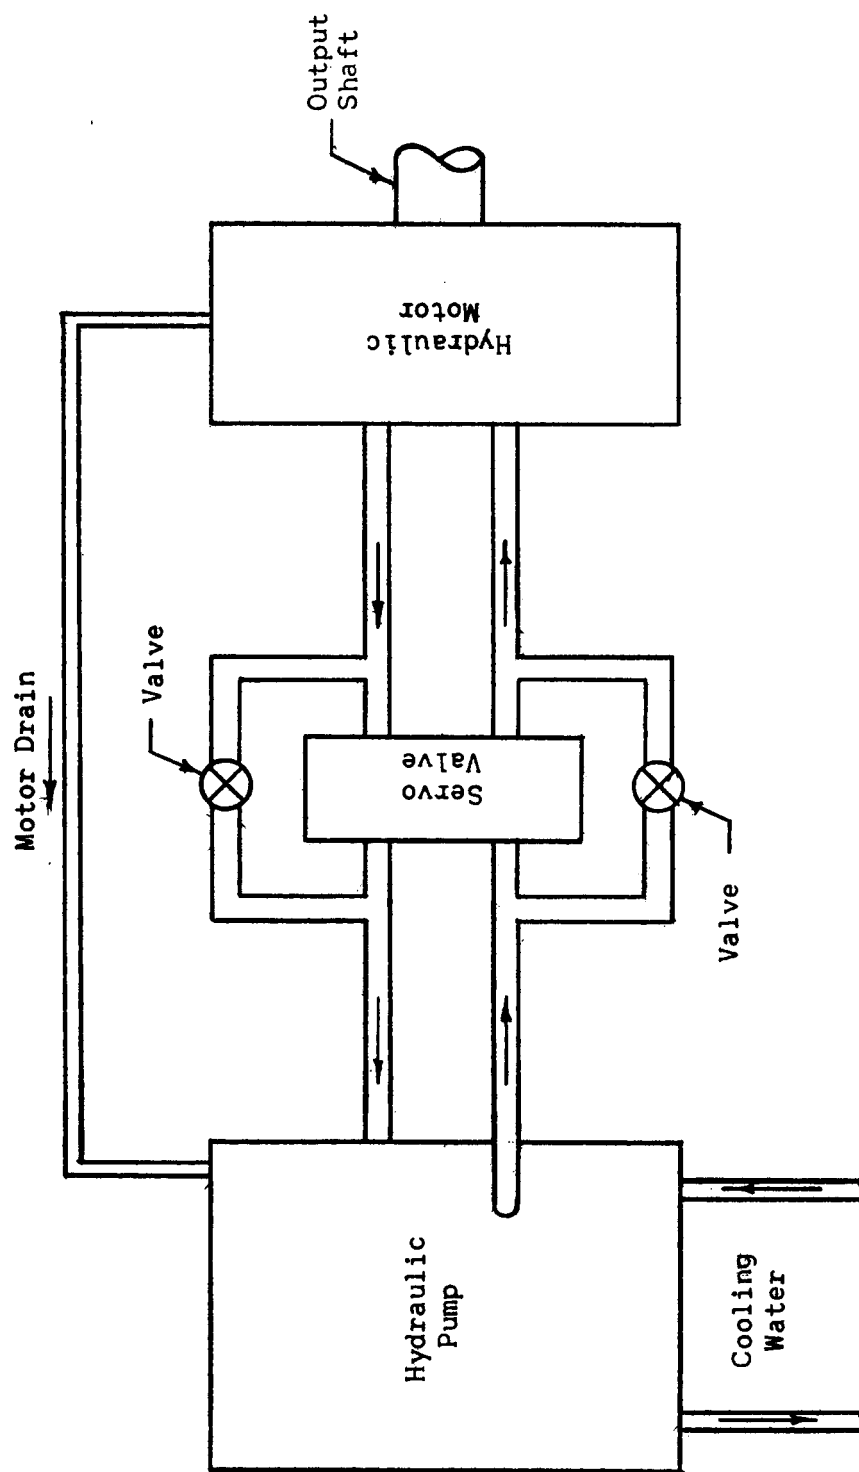 Output
Shaft
Hydraulic
Motor
Motor Drain
Valve
Servo
Valve
Valve
Hydraulic
Pump
Cooling
Water